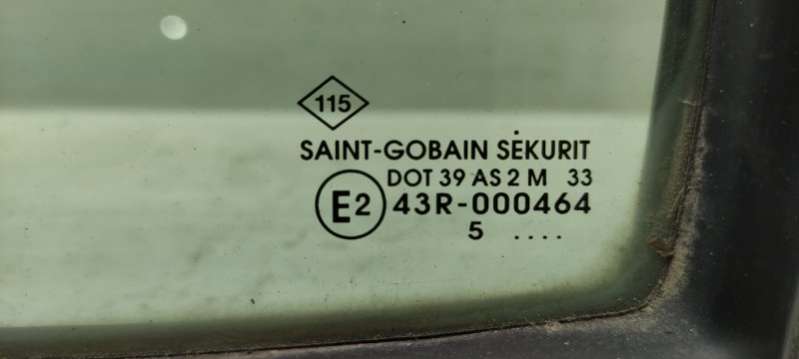 115
SAINT-GOBAIN SEKURIT
DOT 39 AS 2 M 33
E2 43R-000464
5 ....